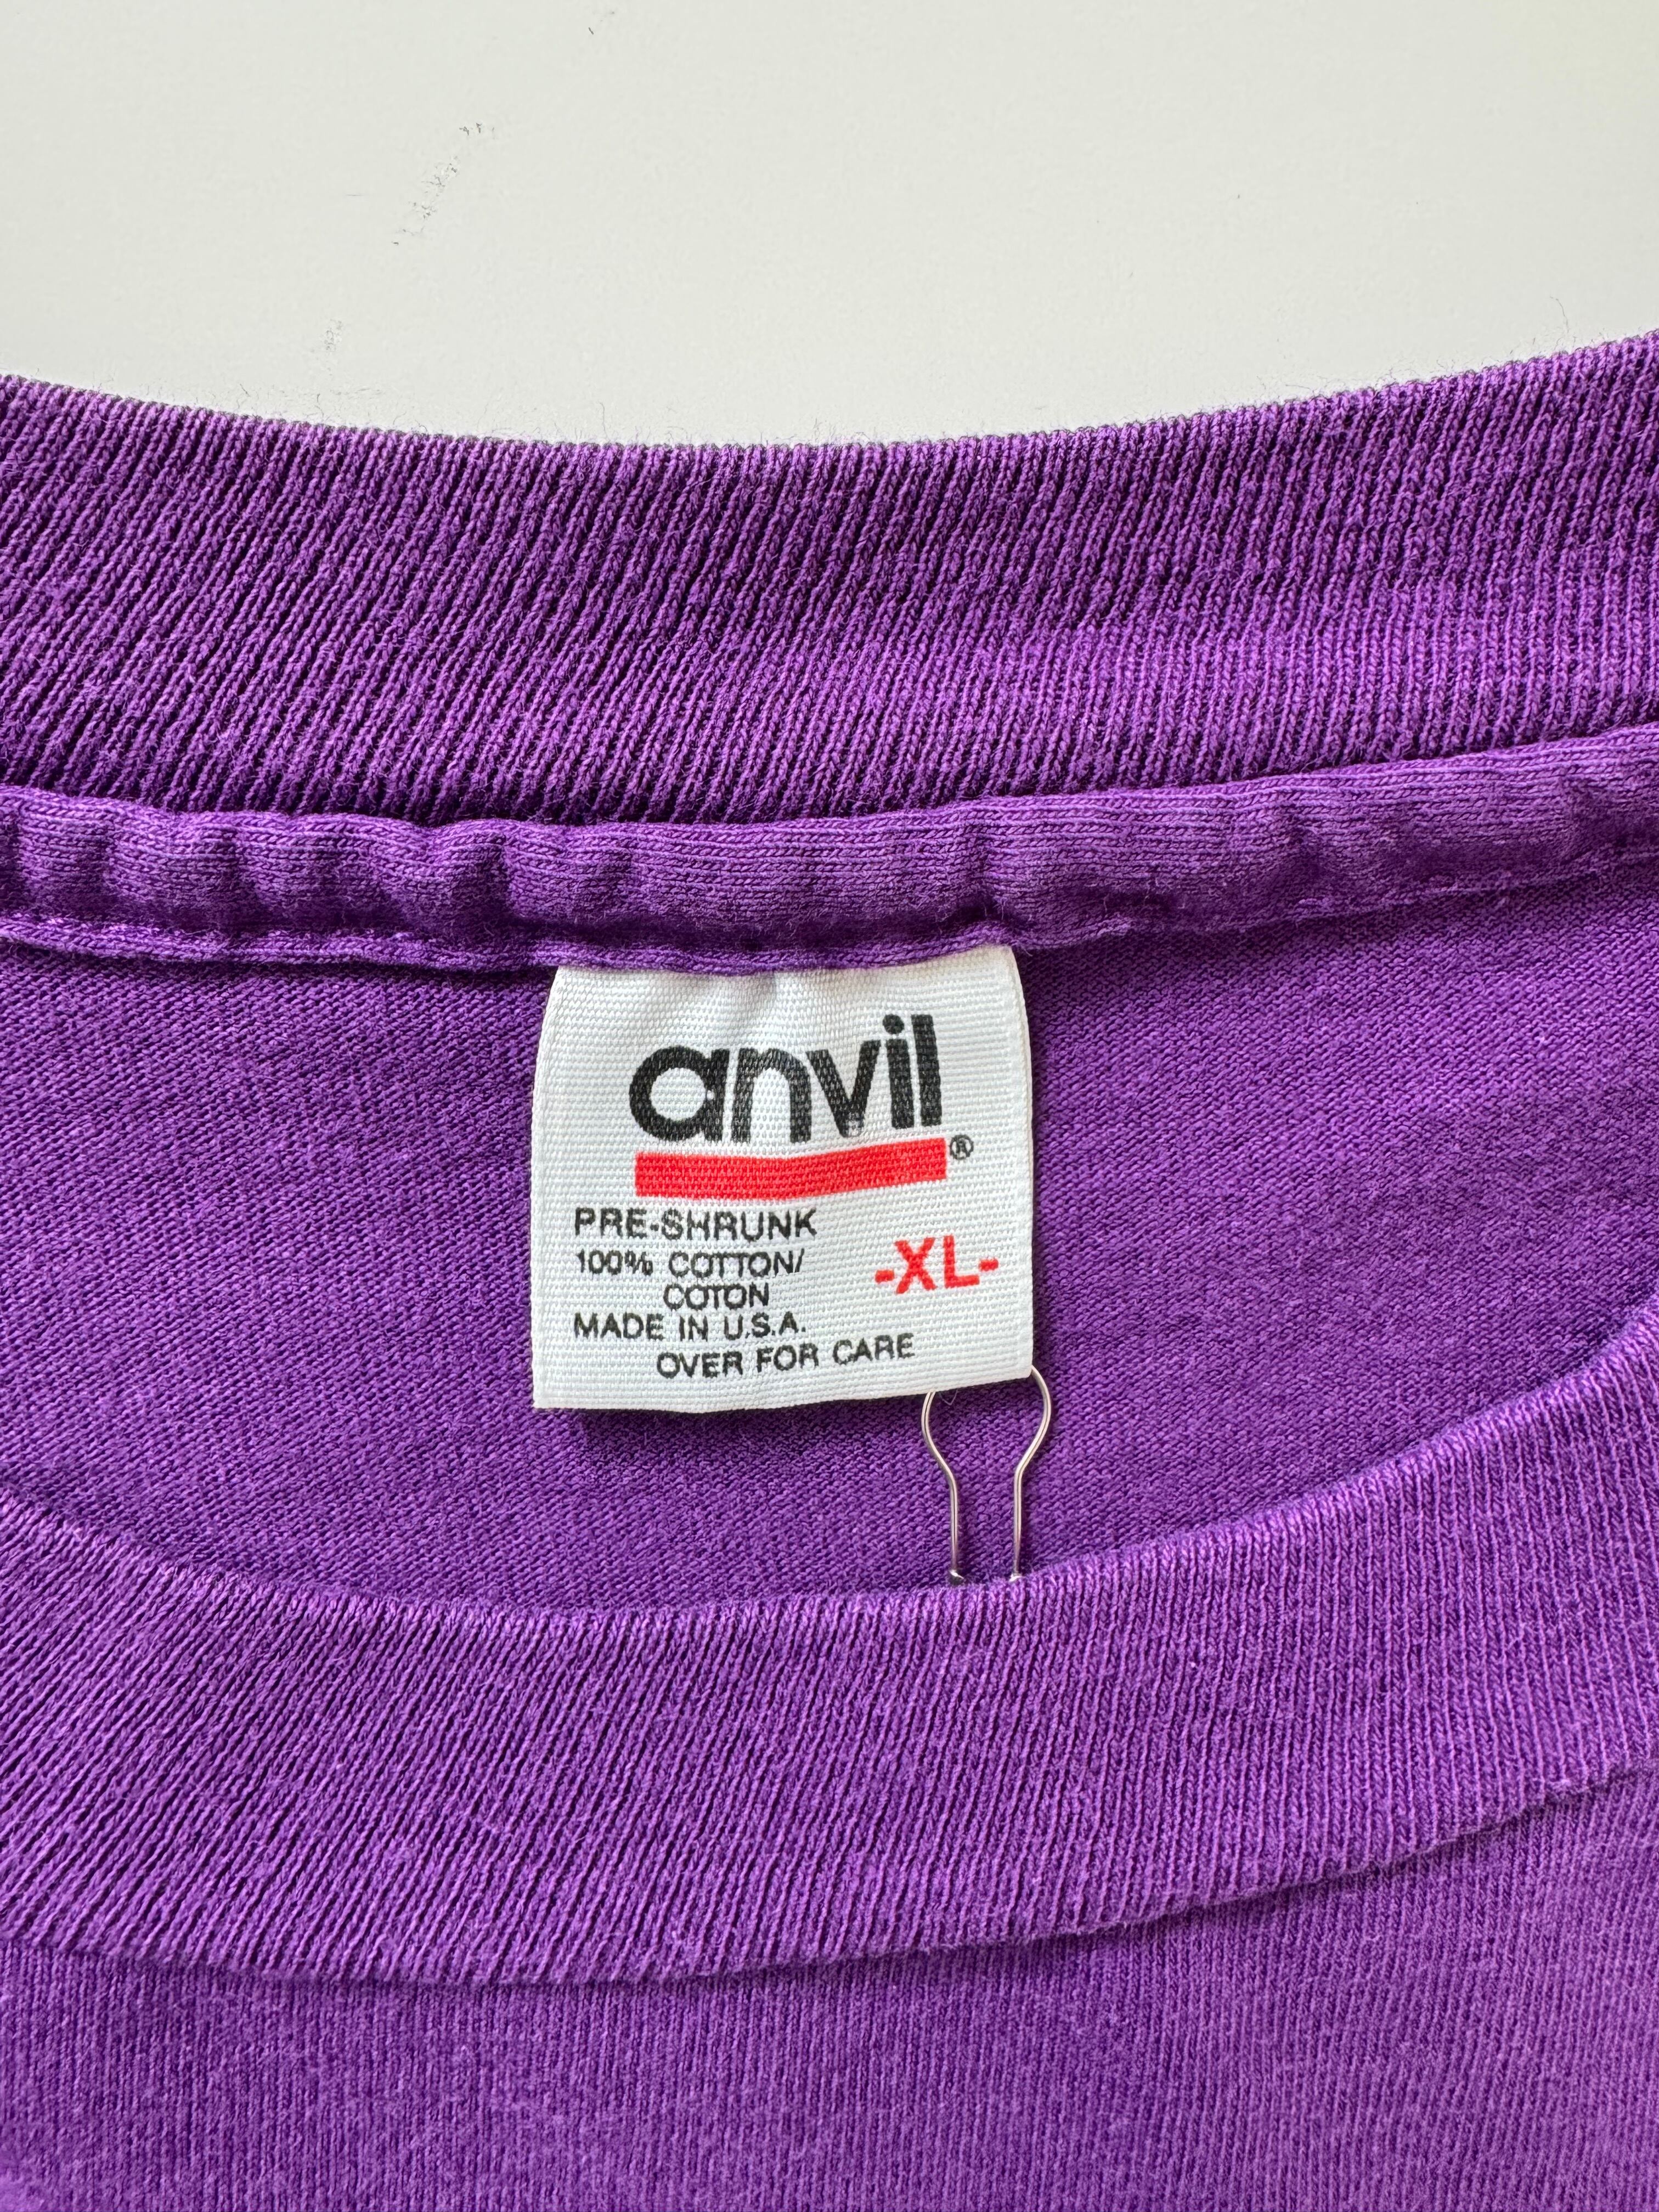 anvil®
PRE-SHRUNK
100% COTTON/
COTON
-XL-
MADE IN U.S.A.
OVER FOR CARE